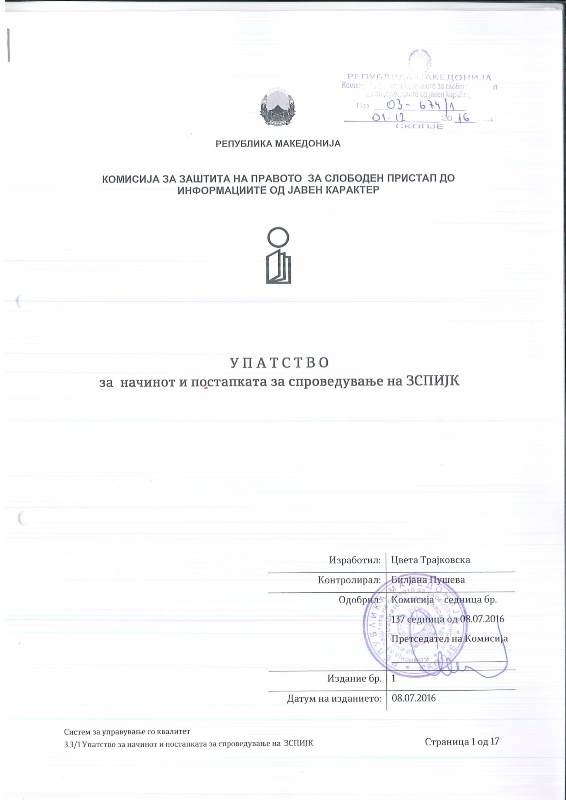 РЕПУБЛИКА МАКЕДОНИЈА
Бр. 03-674/1
01.12 2016
СКОПЈЕ
РЕПУБЛИКА МАКЕДОНИЈА
КОМИСИЈА ЗА ЗАШТИТА НА ПРАВОТО ЗА СЛОБОДЕН ПРИСТАП ДО
ИНФОРМАЦИИТЕ ОД ЈАВЕН КАРАКТЕР
УПАТСТВО
за начинот и постапката за спроведување на ЗСПИЈК
Изработил: Цвета Трајковска
Контролирал: Билјана Пушева
Одобрил: Комисија – седница бр.
137 седница од 08.07.2016
Претседател на Комисија
Издание бр. 1
Датум на изданието: 08.07.2016
Систем за управување со квалитет
3.3/1 Упатство за начинот и постапката за спроведување на ЗСПИЈК Страница 1 од 17